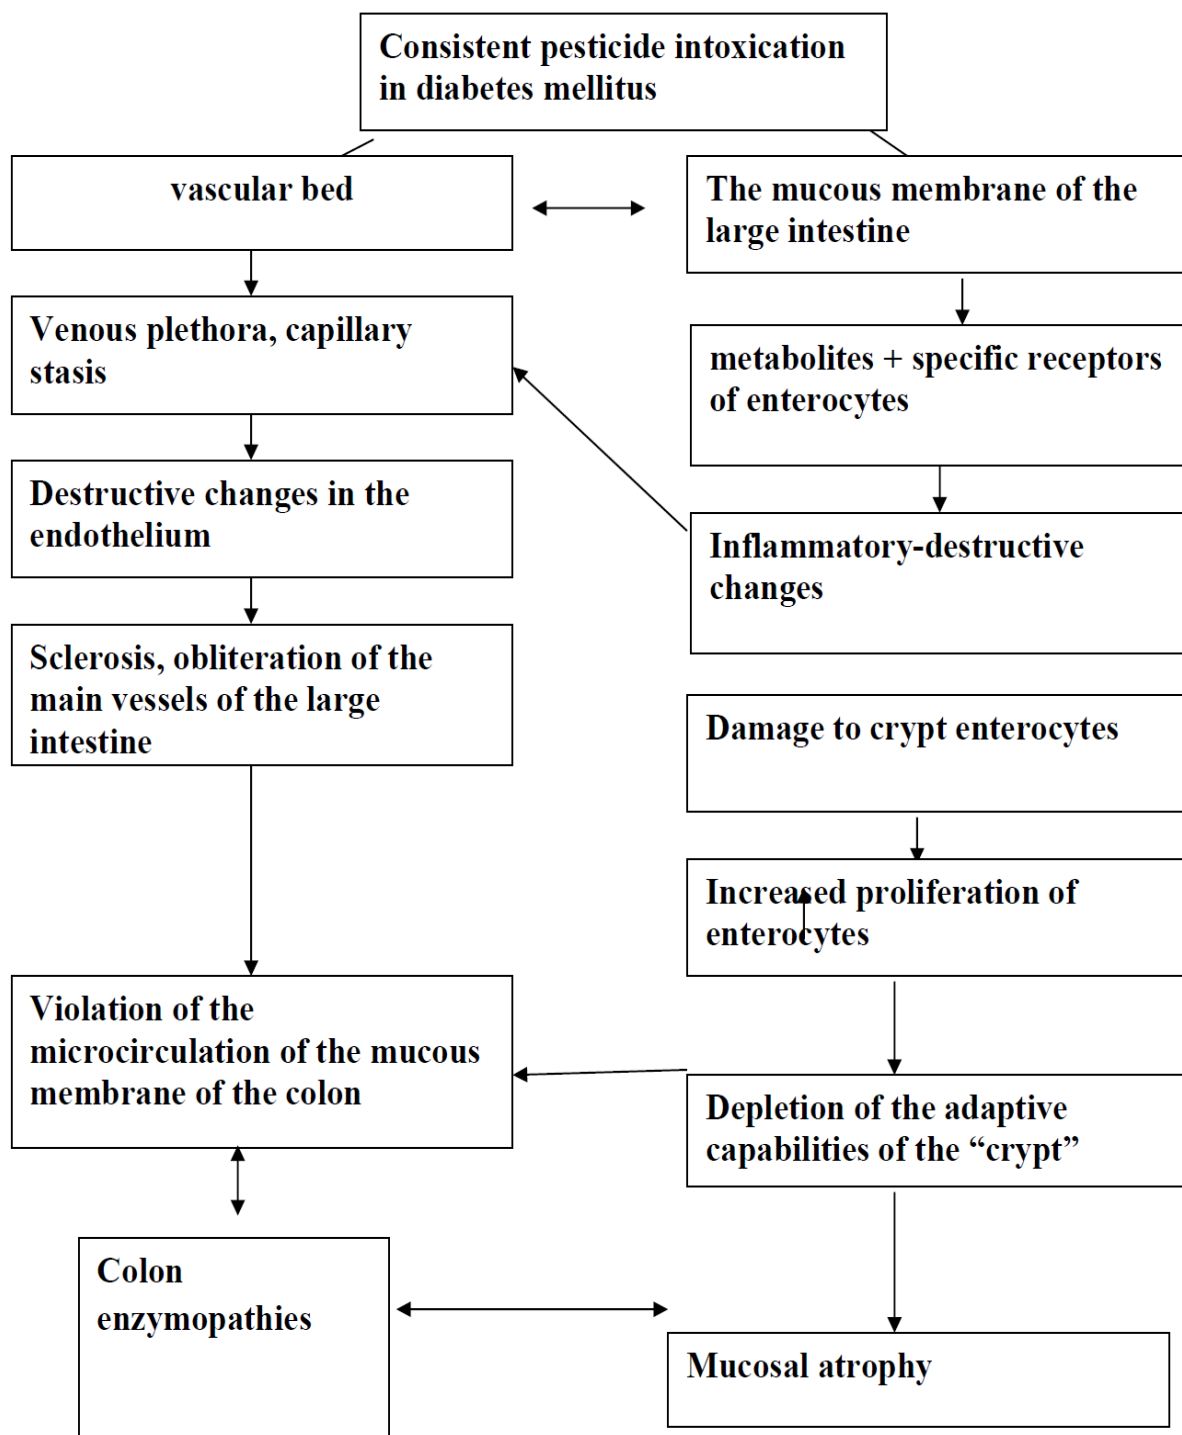 Consistent pesticide intoxication
in diabetes mellitus
vascular bed
The mucous membrane of the
large intestine
Venous plethora, capillary
stasis
metabolites + specific receptors
of enterocytes
Destructive changes in the
endothelium
Inflammatory-destructive
changes
Sclerosis, obliteration of the
main vessels of the large
intestine
Damage to crypt enterocytes
Increased proliferation of
enterocytes
Violation of the
microcirculation of the mucous
membrane of the colon
Depletion of the adaptive
capabilities of the “crypt”
Colon
enzymopathies
Mucosal atrophy